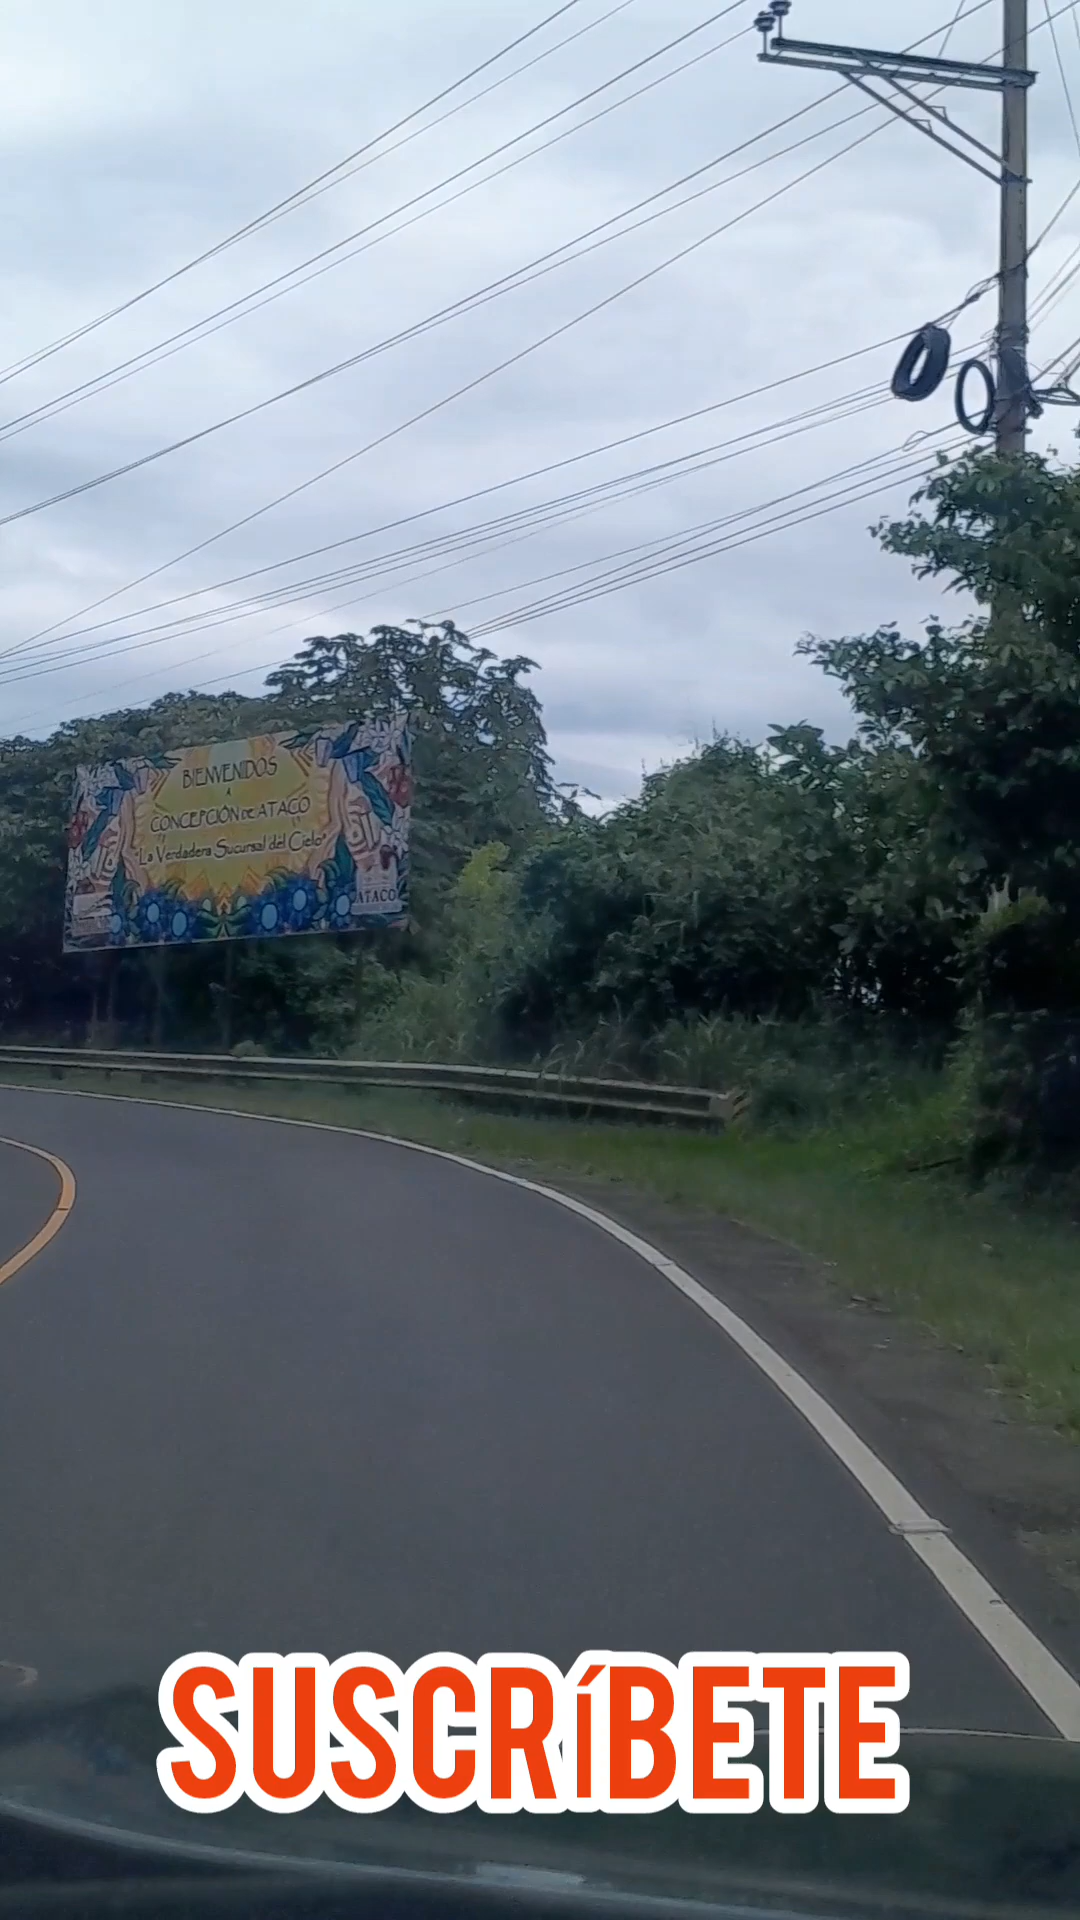 BIENVENIDOS
A
CONCEPCIÓN DE ATACO
"La Verdadera Sucursal del Cielo"
ATACO
SUSCRÍBETE